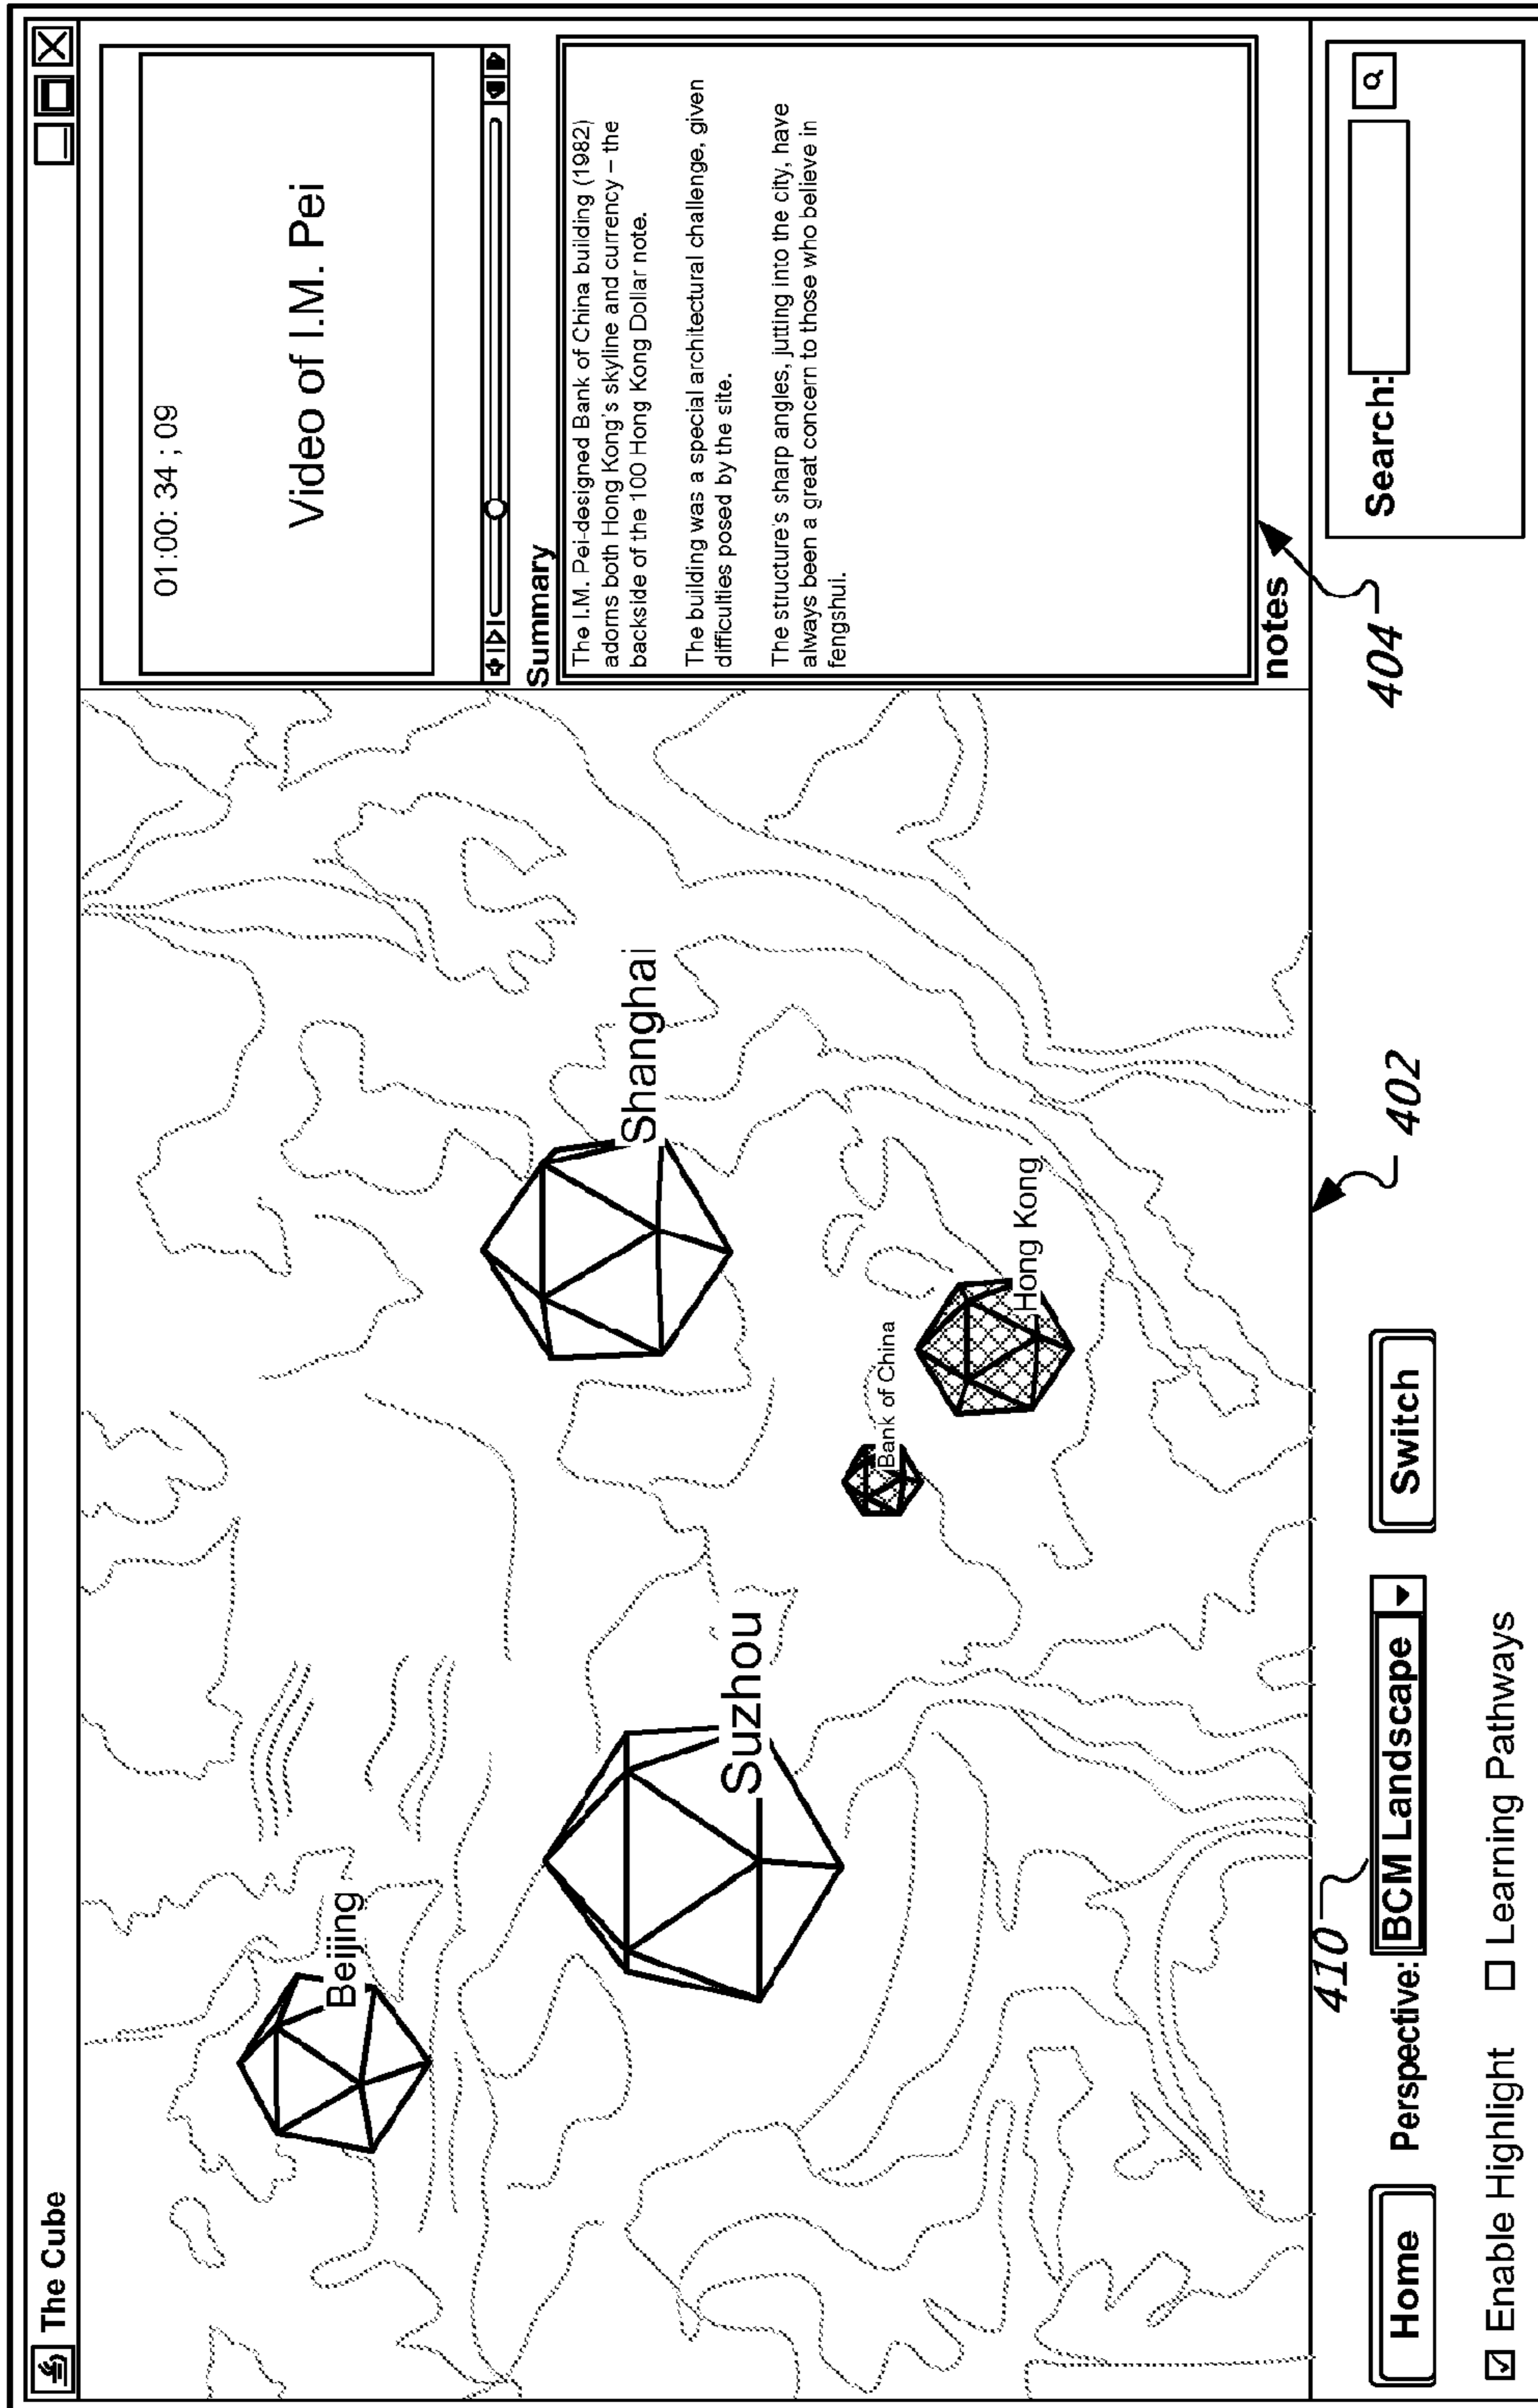 The Cube
01:00: 34 ; 09
Video of I.M. Pei
Summary
The I.M. Pei-designed Bank of China building (1982)
adorns both Hong Kong's skyline and currency – the
backside of the 100 Hong Kong Dollar note.
The building was a special architectural challenge, given
difficulties posed by the site.
The structure's sharp angles, jutting into the city, have
always been a great concern to those who believe in
fengshui.
notes
Beijing
Shanghai
Suzhou
Bank of China
Hong Kong
404
402
410
Home
Perspective:
BCM Landscape
Switch
Search:
Enable Highlight
Learning Pathways